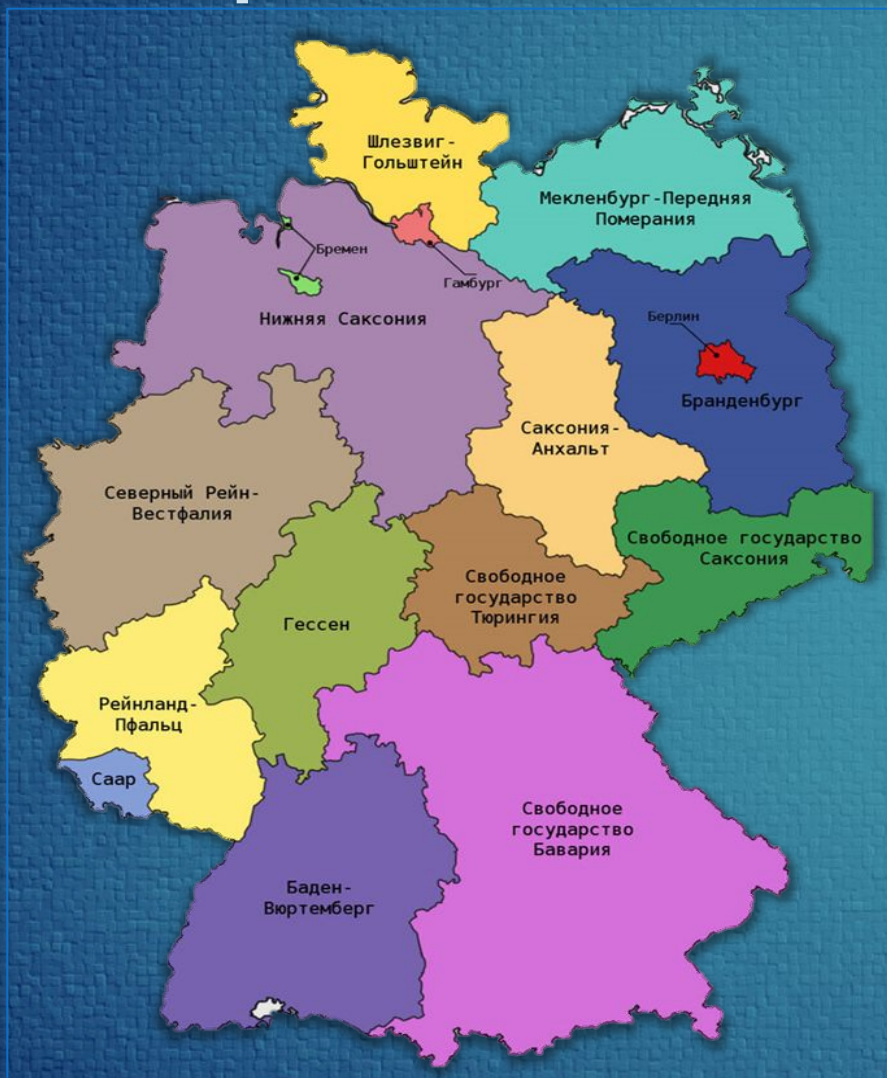 Шлезвиг-
Гольштейн
Мекленбург-Передняя
Померания
Бремен
Гамбург
Нижняя Саксония
Берлин
Бранденбург
Саксония-
Анхальт
Северный Рейн-
Вестфалия
Свободное государство
Саксония
Свободное
государство
Тюрингия
Гессен
Рейнланд-
Пфальц
Саар
Свободное
государство
Бавария
Баден-
Вюртемберг